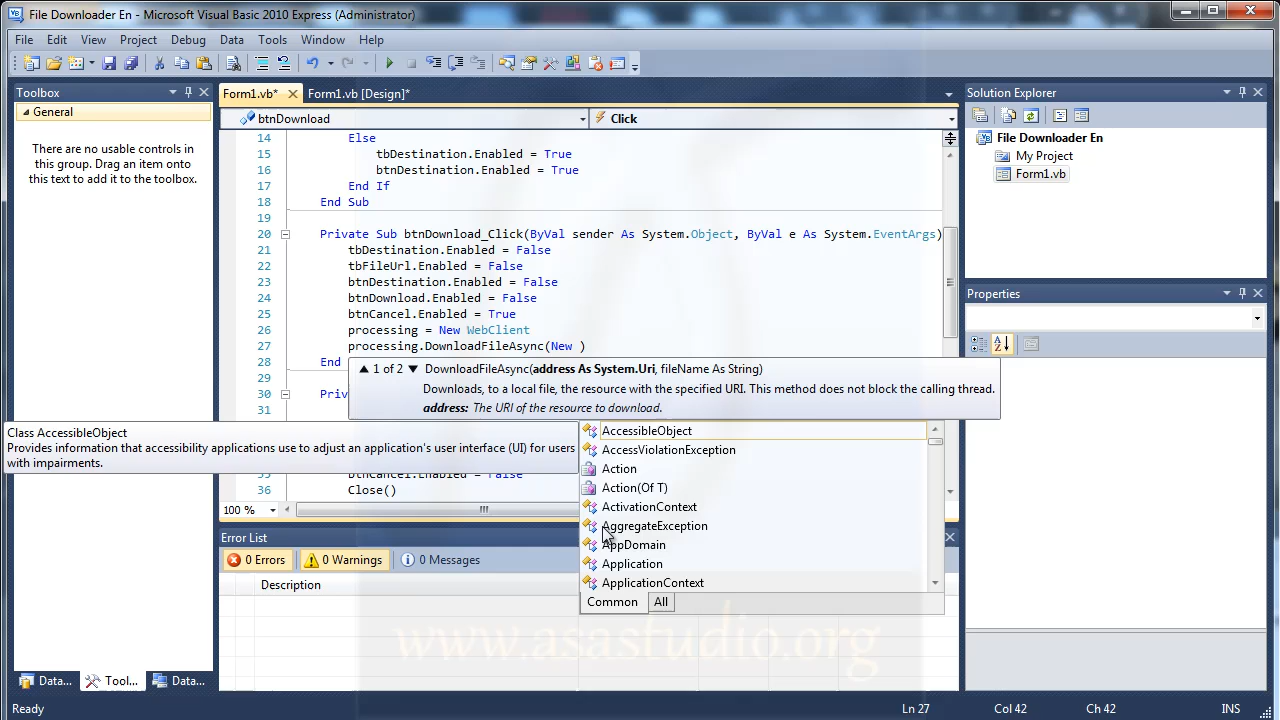 File Downloader En - Microsoft Visual Basic 2010 Express (Administrator)
File Edit View Project Debug Data Tools Window Help
Toolbox
General
There are no usable controls in
this group. Drag an item onto
this text to add it to the toolbox.
Data...
Tool...
Data...
Form1.vb*
Form1.vb [Design]*
btnDownload
Click
14 Else
15 tbDestination.Enabled = True
16 btnDestination.Enabled = True
17 End If
18 End Sub
19
20 Private Sub btnDownload_Click(ByVal sender As System.Object, ByVal e As System.EventArgs)
21 tbDestination.Enabled = False
22 tbFileUrl.Enabled = False
23 btnDestination.Enabled = False
24 btnDownload.Enabled = False
25 btnCancel.Enabled = True
26 processing = New WebClient
27 processing.DownloadFileAsync(New )
28 End
29
30 Priv
31
36 Close()
1 of 2 DownloadFileAsync(address As System.Uri, fileName As String)
Downloads, to a local file, the resource with the specified URI. This method does not block the calling thread.
address: The URI of the resource to download.
Class AccessibleObject
Provides information that accessibility applications use to adjust an application's user interface (UI) for users
with impairments.
AccessibleObject
AccessViolationException
Action
Action(Of T)
ActivationContext
AggregateException
AppDomain
Application
ApplicationContext
Common All
100 %
Error List
0 Errors 0 Warnings 0 Messages
Description
www.asastudio.org
Solution Explorer
File Downloader En
My Project
Form1.vb
Properties
Ready
Ln 27
Col 42
Ch 42
INS